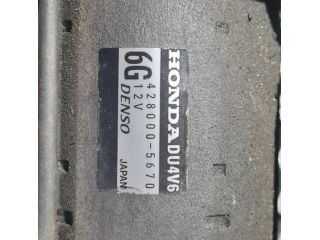 HONDA DU4V6
428000-5670
6G 12V
DENSO JAPAN